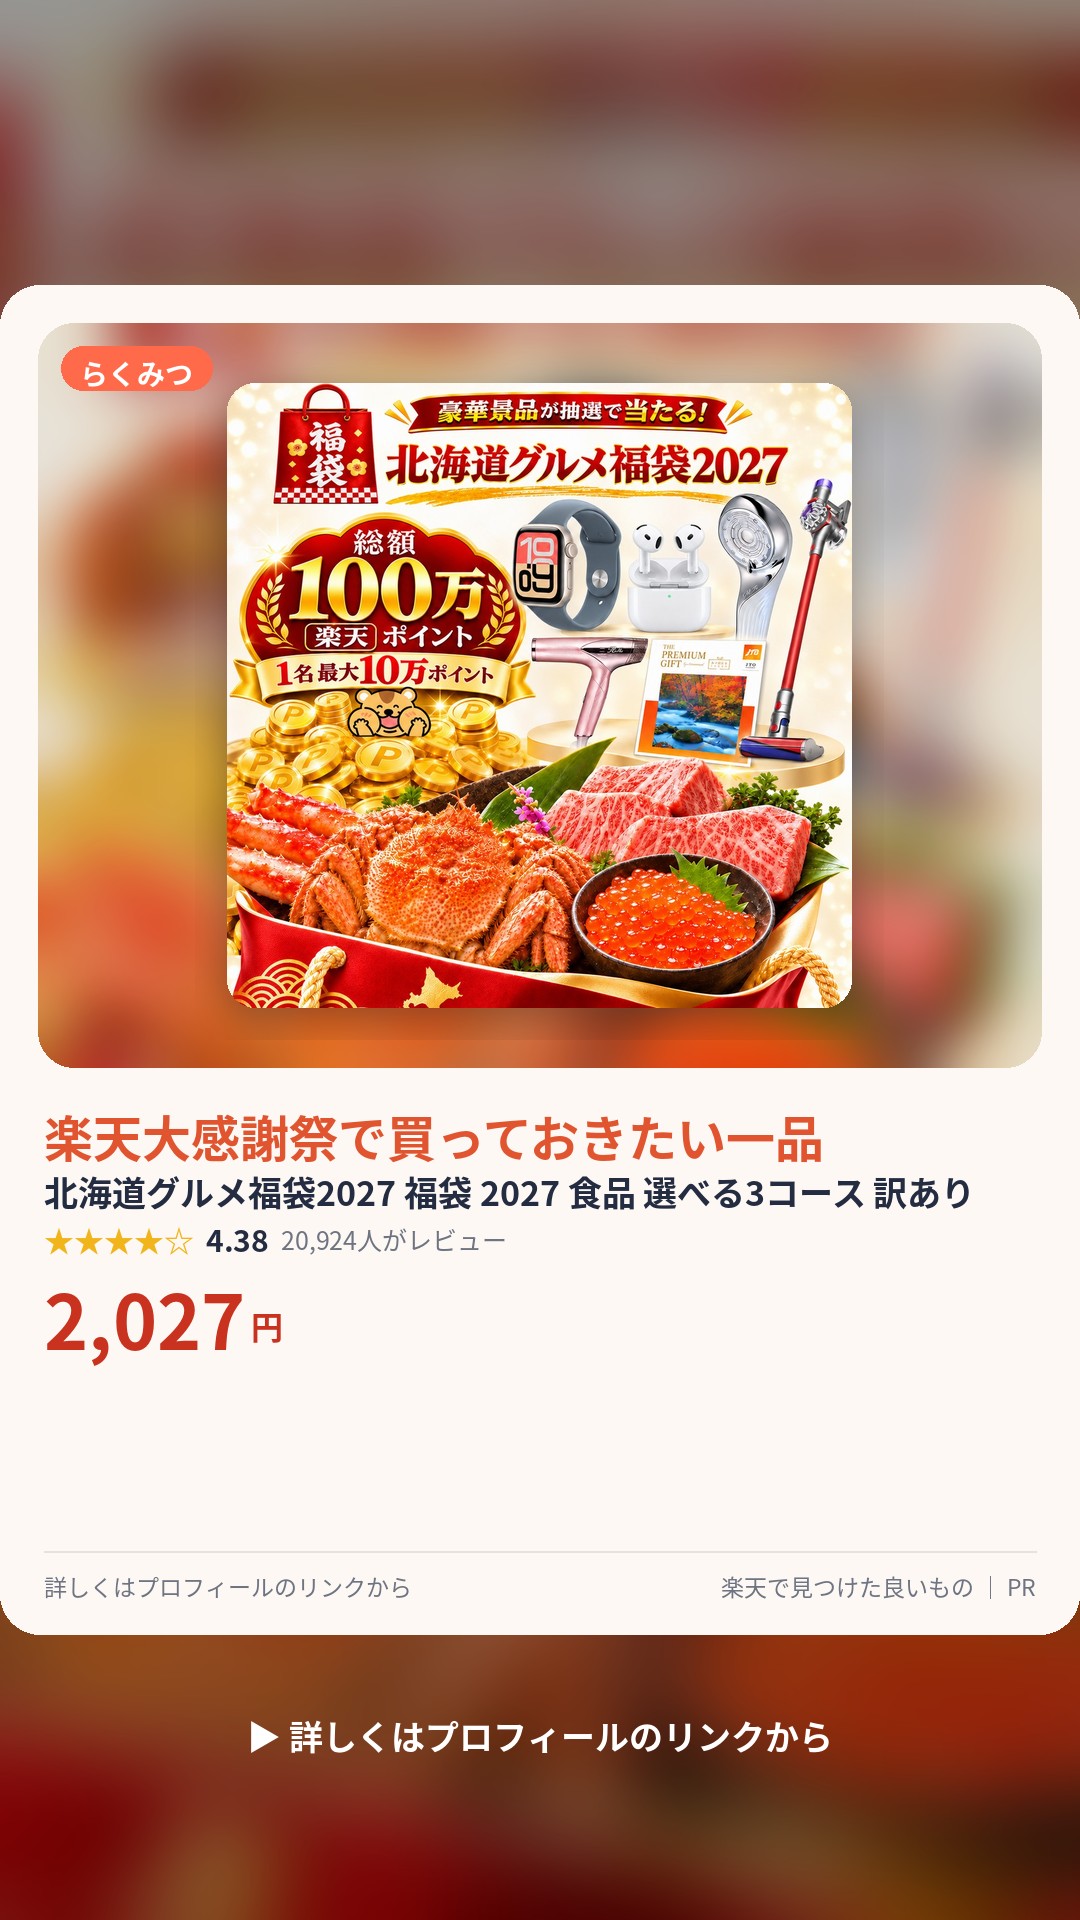 らくみつ
福袋
豪華景品が抽選で当たる!
北海道グルメ福袋2027
総額
100万
楽天 ポイント
1名最大10万ポイント
10
09
THE
PREMIUM
GIFT
JTB
楽天大感謝祭で買っておきたい一品
北海道グルメ福袋2027 福袋 2027 食品 選べる3コース 訳あり
★★★★☆ 4.38 20,924人がレビュー
2,027円
詳しくはプロフィールのリンクから
楽天で見つけた良いもの | PR
▶ 詳しくはプロフィールのリンクから